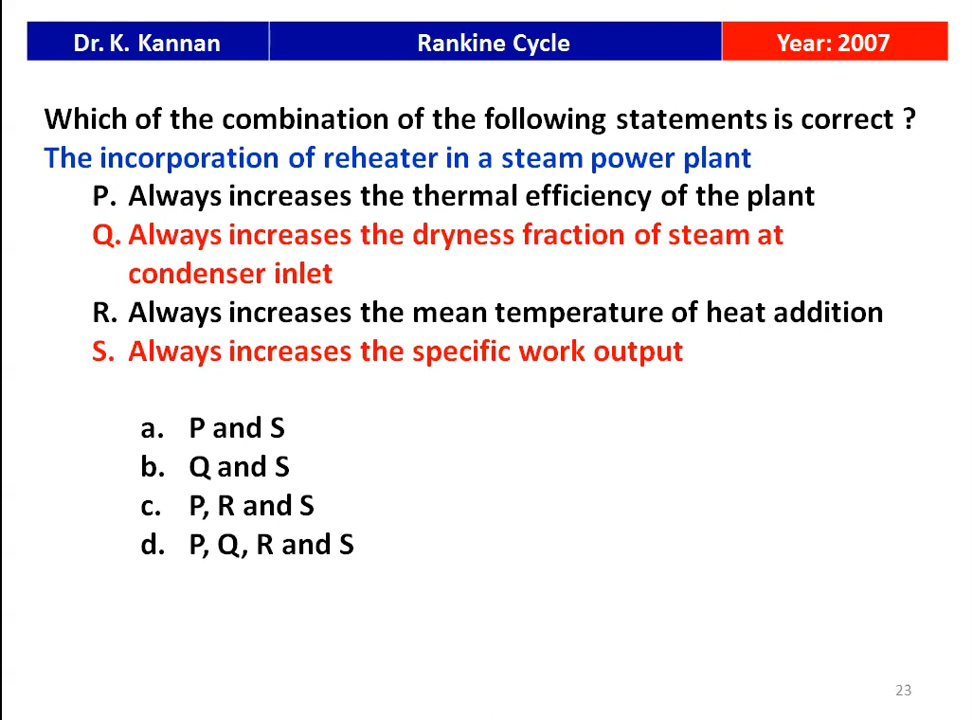 Dr. K. Kannan Rankine Cycle Year: 2007
Which of the combination of the following statements is correct ?
The incorporation of reheater in a steam power plant
P. Always increases the thermal efficiency of the plant
Q. Always increases the dryness fraction of steam at
condenser inlet
R. Always increases the mean temperature of heat addition
S. Always increases the specific work output
a. P and S
b. Q and S
c. P, R and S
d. P, Q, R and S
23